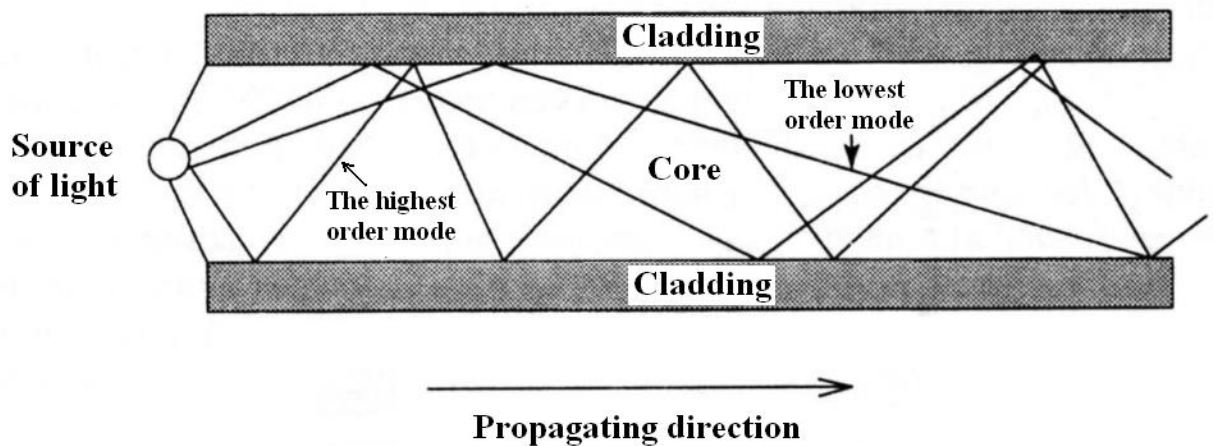 Cladding
The lowest
order mode
Source
of light
Core
The highest
order mode
Cladding
Propagating direction